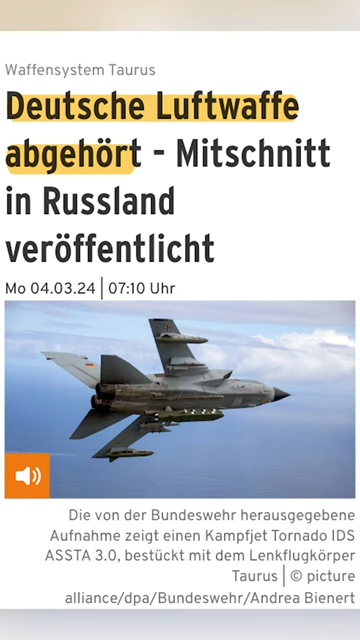 Waffensystem Taurus
Deutsche Luftwaffe
abgehört - Mitschnitt
in Russland
veröffentlicht
Mo 04.03.24 | 07:10 Uhr
Die von der Bundeswehr herausgegebene
Aufnahme zeigt einen Kampfjet Tornado IDS
ASSTA 3.0, bestückt mit dem Lenkflugkörper
Taurus | © picture
alliance/dpa/Bundeswehr/Andrea Bienert